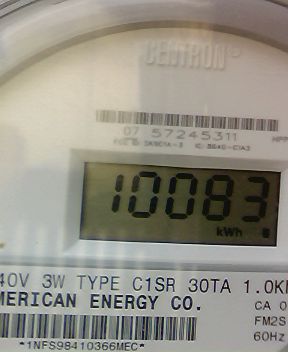 CENTRON®
07 57245311
10083
kWh
40V 3W TYPE C1SR 30TA 1.0K
MERICAN ENERGY CO.
CA 0
FM2S
60Hz
*1NFS98410366MEC*